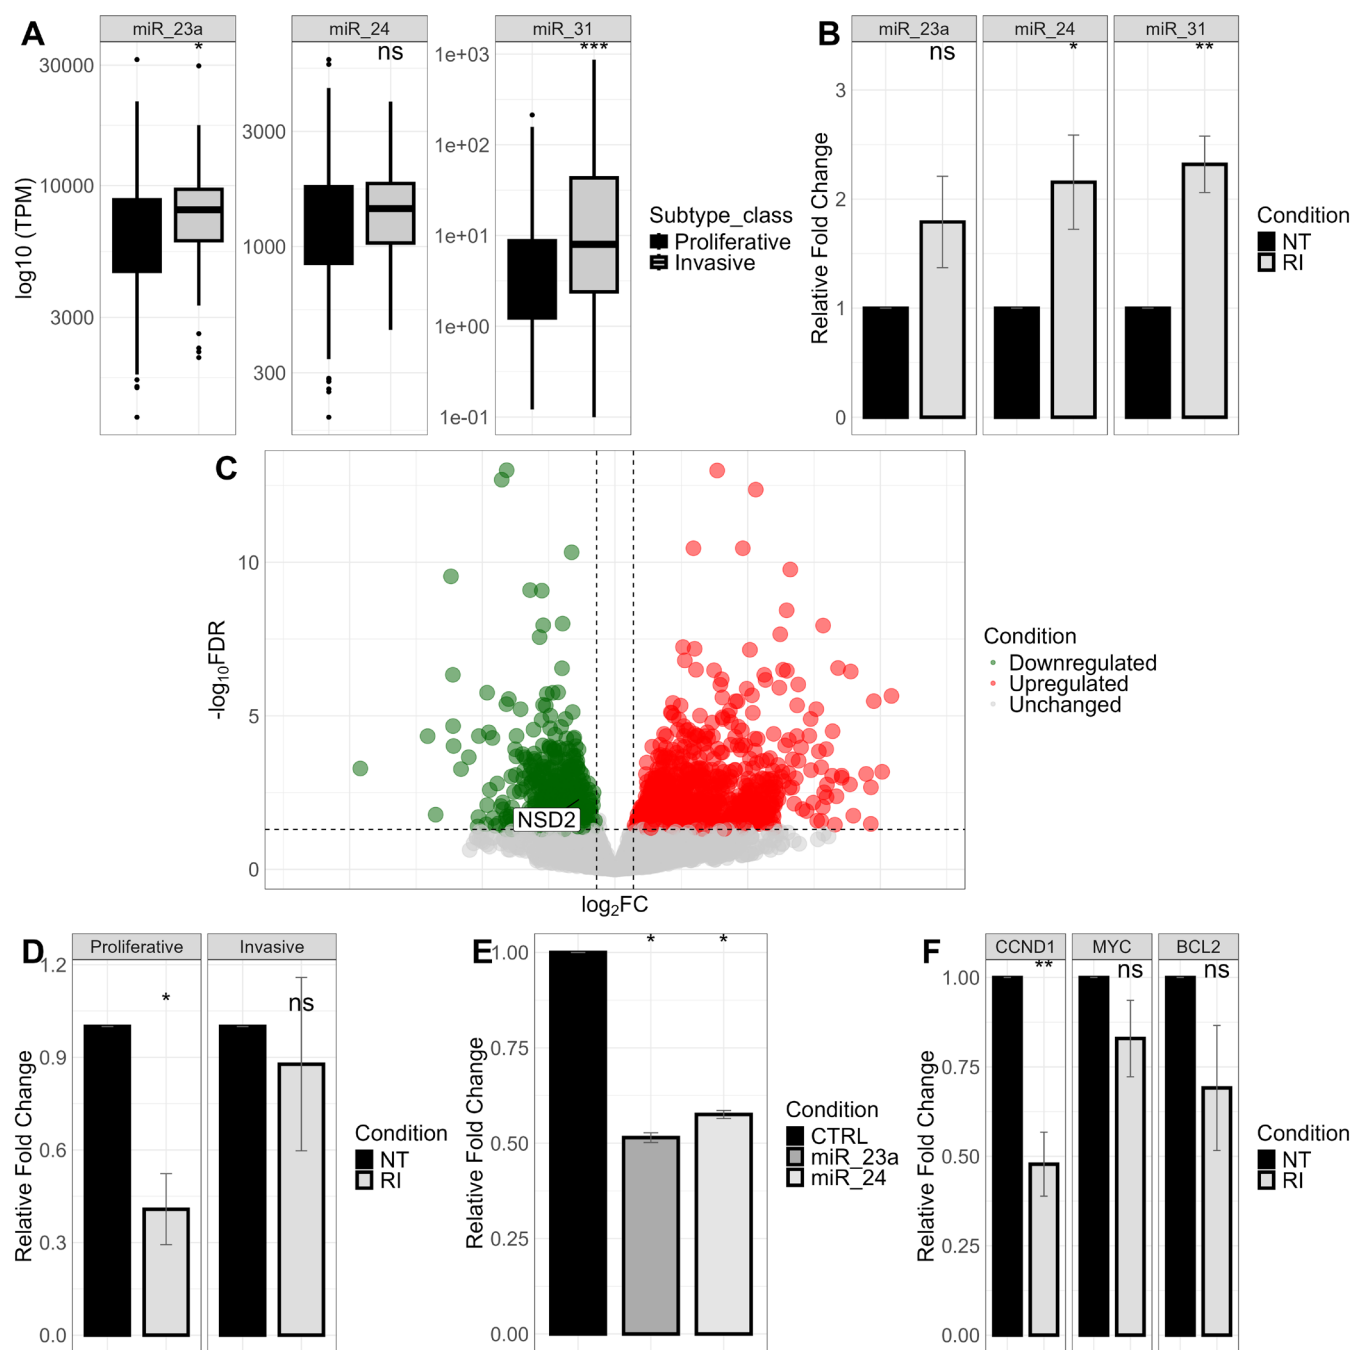 A
miR_23a
*
30000
10000
3000
log10 (TPM)
miR_24
ns
3000
1000
300
miR_31
***
1e+03
1e+02
1e+01
1e+00
1e-01
Subtype_class
Proliferative
Invasive
B
miR_23a
miR_24
miR_31
ns
*
**
3
2
1
0
Relative Fold Change
Condition
NT
RI
C
10
5
0
-log10FDR
NSD2
log2FC
Condition
Downregulated
Upregulated
Unchanged
D
Proliferative
Invasive
*
ns
1.2
0.9
0.6
0.3
0.0
Relative Fold Change
Condition
NT
RI
E
*
*
1.00
0.75
0.50
0.25
0.00
Relative Fold Change
Condition
CTRL
miR_23a
miR_24
F
CCND1
MYC
BCL2
**
ns
ns
1.00
0.75
0.50
0.25
0.00
Relative Fold Change
Condition
NT
RI